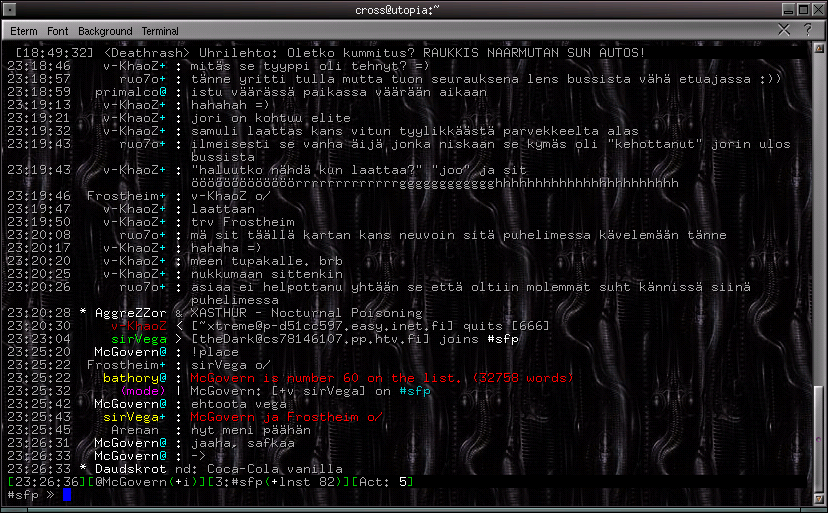 cross@utopia:~
Eterm Font Background Terminal
[18:49:32] <Deathrash> Uhrilehto: Oletko kummitus? RAUKKIS NAARMUTAN SUN AUTOS!
23:18:46 v-KhaoZ+ : mitäs se tyyppi oli tehnyt? =)
23:18:57 ruo7o+ : tänne yritti tulla mutta tuon seurauksena lens bussista vähä etuajassa :))
23:18:59 primalco@ : istu väärässä paikassa väärään aikaan
23:19:13 v-KhaoZ+ : hahahah =)
23:19:21 v-KhaoZ+ : jori on kohtuu elite
23:19:32 v-KhaoZ+ : samuli laattas kans vitun tyylikkäästä parvekkeelta alas
23:19:43 ruo7o+ : ilmeisesti se vanha äijä jonka niskaan se kymäs oli "kehottanut" jorin ulos
bussista
23:19:43 v-KhaoZ+ : "haluutko nähdä kun laattaa?" "joo" ja sit
ööööööööööööörrrrrrrrrrrrrrgggggggggggghhhhhhhhhhhhhhhhhhhhhhh
23:19:46 Frostheim+ : v-KhaoZ o/
23:19:47 v-KhaoZ+ : laattaan
23:19:50 v-KhaoZ+ : trv Frostheim
23:20:08 ruo7o+ : mä sit täällä kartan kans neuvoin sitä puhelimessa kävelemään tänne
23:20:17 v-KhaoZ+ : hahaha =)
23:20:20 v-KhaoZ+ : meen tupakalle. brb
23:20:25 v-KhaoZ+ : nukkumaan sittenkin
23:20:26 ruo7o+ : asiaa ei helpottanu yhtään se että oltiin molemmat suht kännissä siinä
puhelimessa
23:20:28 * AggreZZor & XASTHUR - Nocturnal Poisoning
23:20:30 v-KhaoZ < [~xtreme@p-d51cc597.easy.inet.fi] quits [666]
23:23:04 sirVega > [theDark@cs78146107.pp.htv.fi] joins #sfp
23:25:20 McGovern@ : !place
23:25:22 Frostheim+ : sirVega o/
23:25:22 bathory@ : McGovern is number 60 on the list. (32758 words)
23:25:32 (mode) | McGovern: [+v sirVega] on #sfp
23:25:42 McGovern@ : ehtoota vega
23:25:43 sirVega+ : McGovern ja Frostheim o/
23:25:45 Arenan : nyt meni päähän
23:26:31 McGovern@ : jaaha, safkaa
23:26:33 McGovern@ : ->
23:26:33 * Daudskrot nd: Coca-Cola vanilla
[23:26:36][@McGovern(+i)][3:#sfp(+lnst 82)][Act: 5]
#sfp »